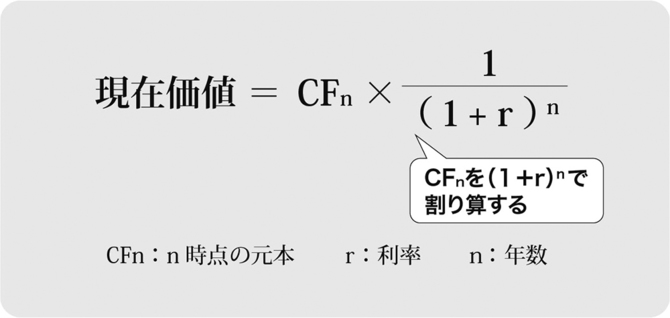 現在価値 = CFn × 1 / (1 + r)^n
CFnを(1+r)^nで
割り算する
CFn：n 時点の元本　r：利率　n：年数